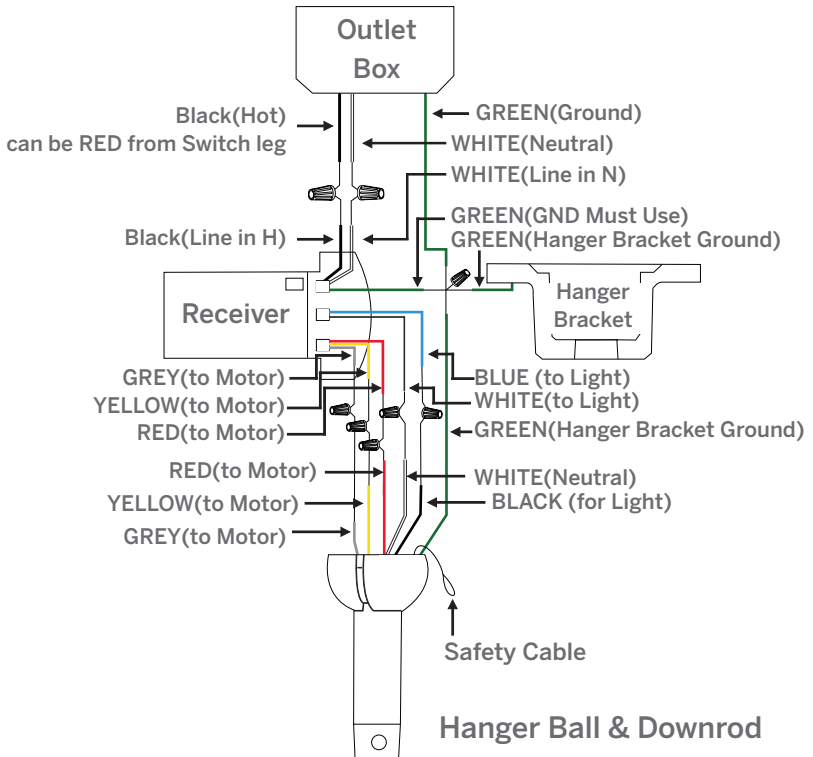 Outlet
Box
Black(Hot)
can be RED from Switch leg
GREEN(Ground)
WHITE(Neutral)
WHITE(Line in N)
GREEN(GND Must Use)
Black(Line in H)
GREEN(Hanger Bracket Ground)
Receiver
Hanger
Bracket
GREY(to Motor)
YELLOW(to Motor)
RED(to Motor)
BLUE (to Light)
WHITE(to Light)
GREEN(Hanger Bracket Ground)
RED(to Motor)
YELLOW(to Motor)
GREY(to Motor)
WHITE(Neutral)
BLACK (for Light)
Safety Cable
Hanger Ball & Downrod